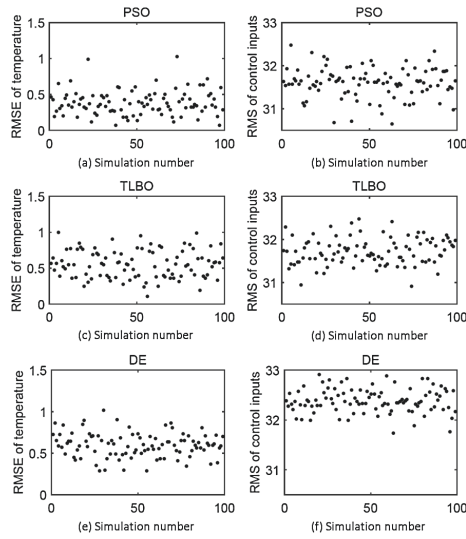 PSO
1.5
1
0.5
0
RMSE of temperature
0 50 100
(a) Simulation number
PSO
33
32
31
RMS of control inputs
0 50 100
(b) Simulation number
TLBO
1.5
1
0.5
0
RMSE of temperature
0 50 100
(c) Simulation number
TLBO
33
32
31
RMS of control inputs
0 50 100
(d) Simulation number
DE
1.5
1
0.5
0
RMSE of temperature
0 50 100
(e) Simulation number
DE
33
32
31
RMS of control inputs
0 50 100
(f) Simulation number